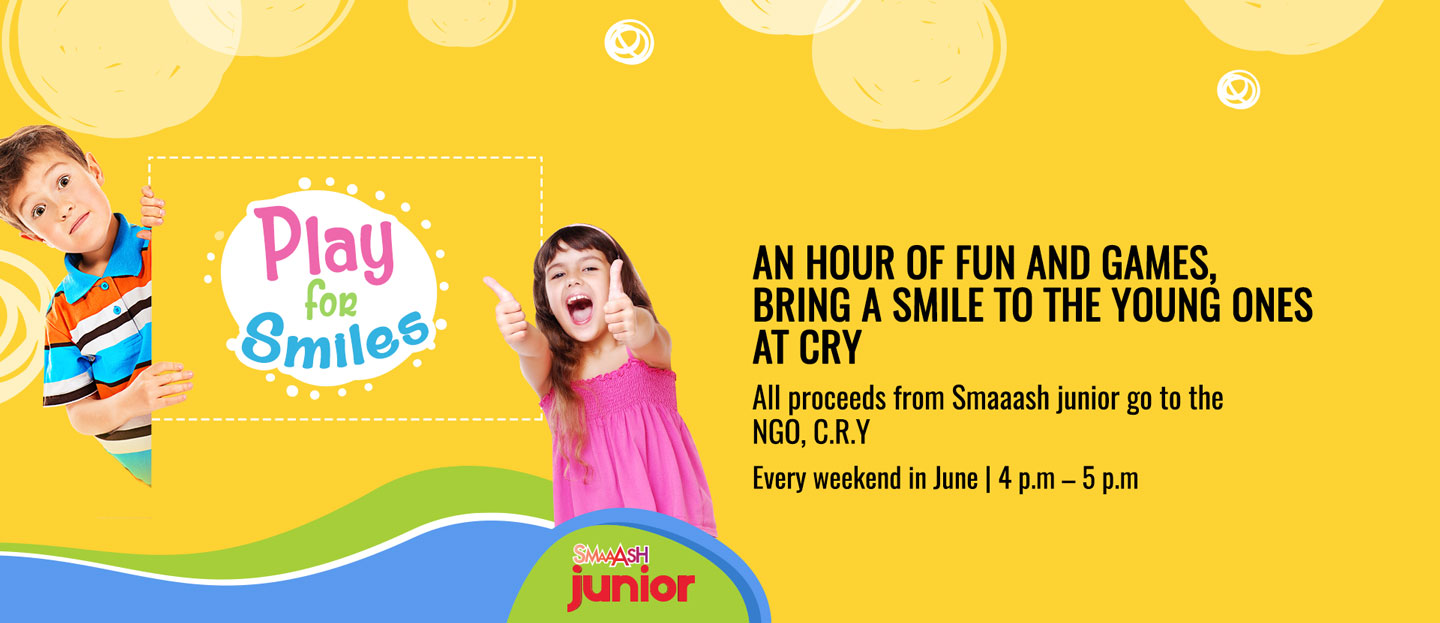 Play
for
Smiles
AN HOUR OF FUN AND GAMES,
BRING A SMILE TO THE YOUNG ONES
AT CRY
All proceeds from Smaaash junior go to the
NGO, C.R.Y
Every weekend in June | 4 p.m – 5 p.m
SMAAASH
junior